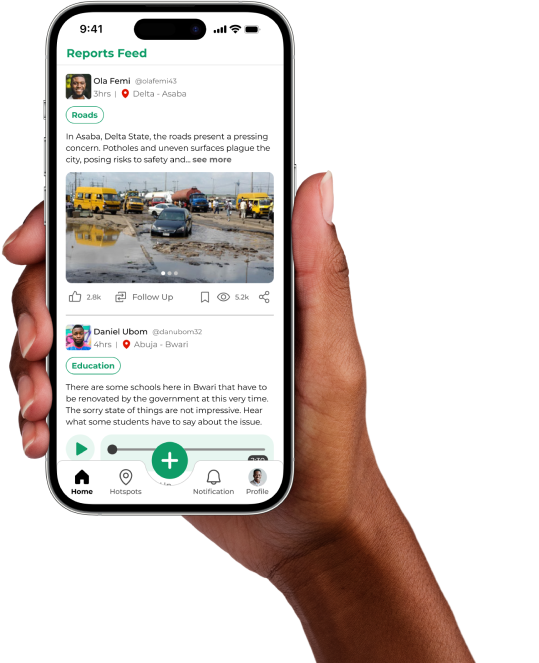 9:41
Reports Feed
Ola Femi @olafemi43
3hrs | Delta - Asaba
Roads
In Asaba, Delta State, the roads present a pressing
concern. Potholes and uneven surfaces plague the
city, posing risks to safety and... see more
2.8k Follow Up 5.2k
Daniel Ubom @danubom32
4hrs | Abuja - Bwari
Education
There are some schools here in Bwari that have to
be renovated by the government at this very time.
The sorry state of things are not impressive. Hear
what some students have to say about the issue.
Home Hotspots Notification Profile